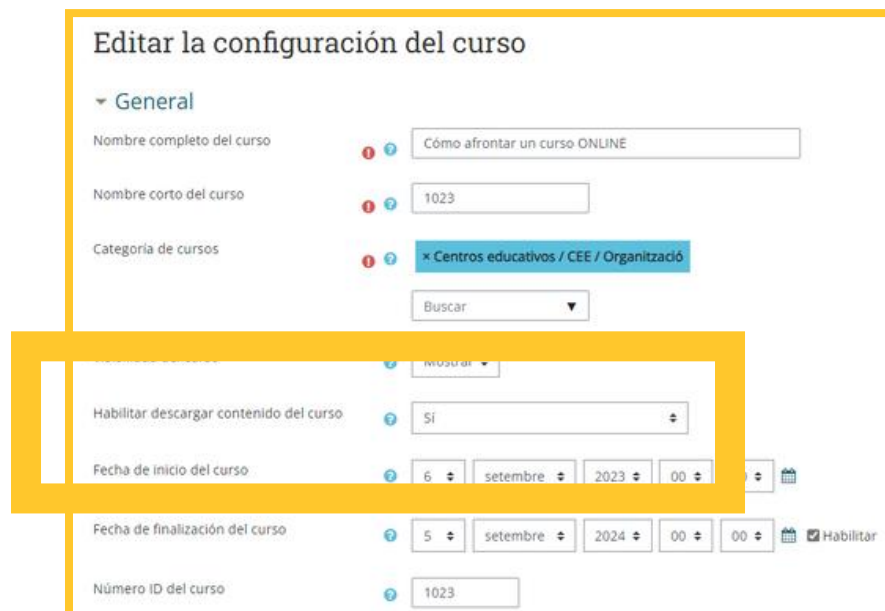 Editar la configuración del curso
General
Nombre completo del curso Cómo afrontar un curso ONLINE
Nombre corto del curso 1023
Categoría de cursos × Centros educativos / CEE / Organització
Buscar
Mostrar
Habilitar descargar contenido del curso Sí
Fecha de inicio del curso 6 setembre 2023 00
Fecha de finalización del curso 5 setembre 2024 00 00 Habilitar
Número ID del curso 1023